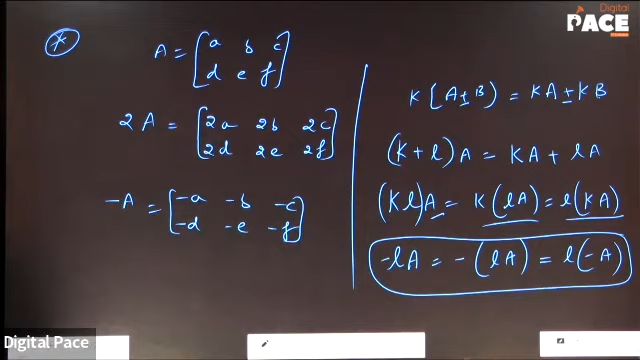 Digital
PACE
*
A = [a b c
d e f]
2A = [2a 2b 2c
2d 2e 2f]
-A = [-a -b -c
-d -e -f]
K[A±B) = KA ± KB
(K+l)A = KA + lA
(Kl)A = K(lA) = l(KA)
-lA = -(lA) = l(-A)
Digital Pace